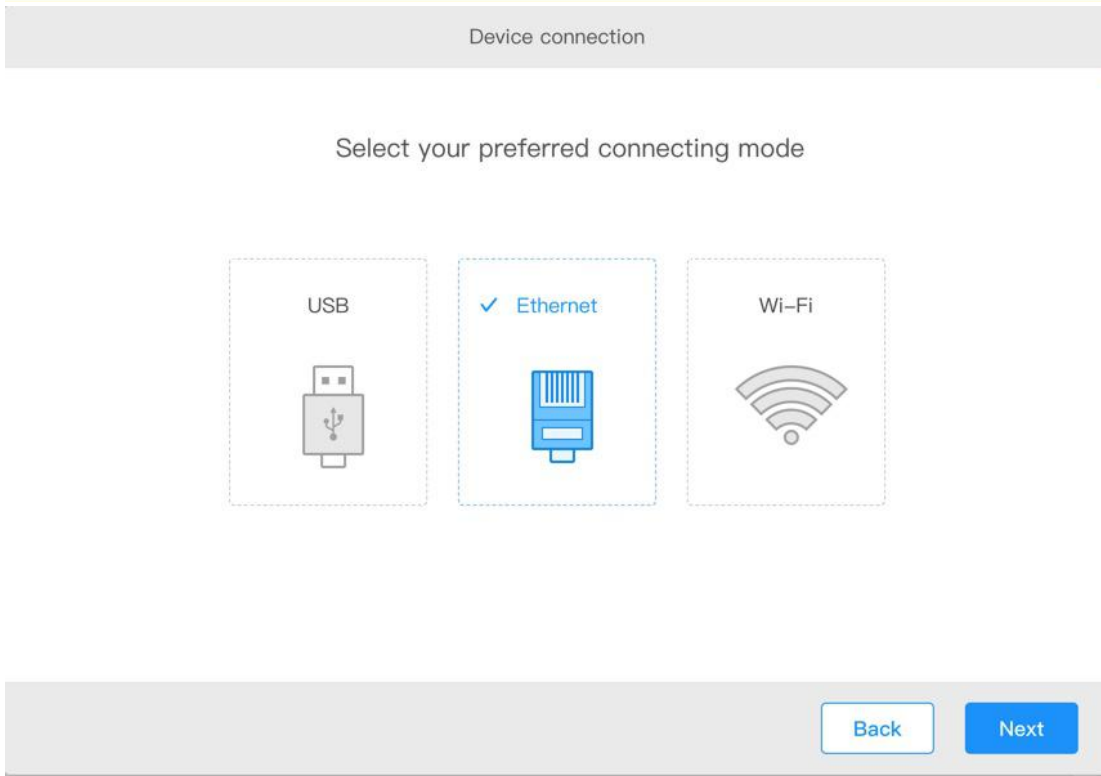 Device connection
Select your preferred connecting mode
USB
Ethernet
Wi-Fi
Back
Next